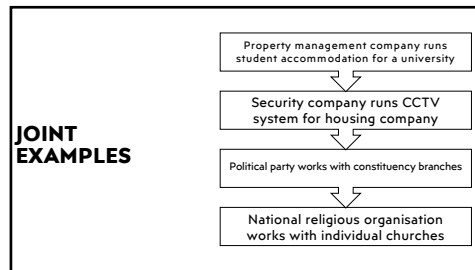 JOINT
EXAMPLES
Property management company runs
student accommodation for a university
Security company runs CCTV
system for housing company
Political party works with constituency branches
National religious organisation
works with individual churches